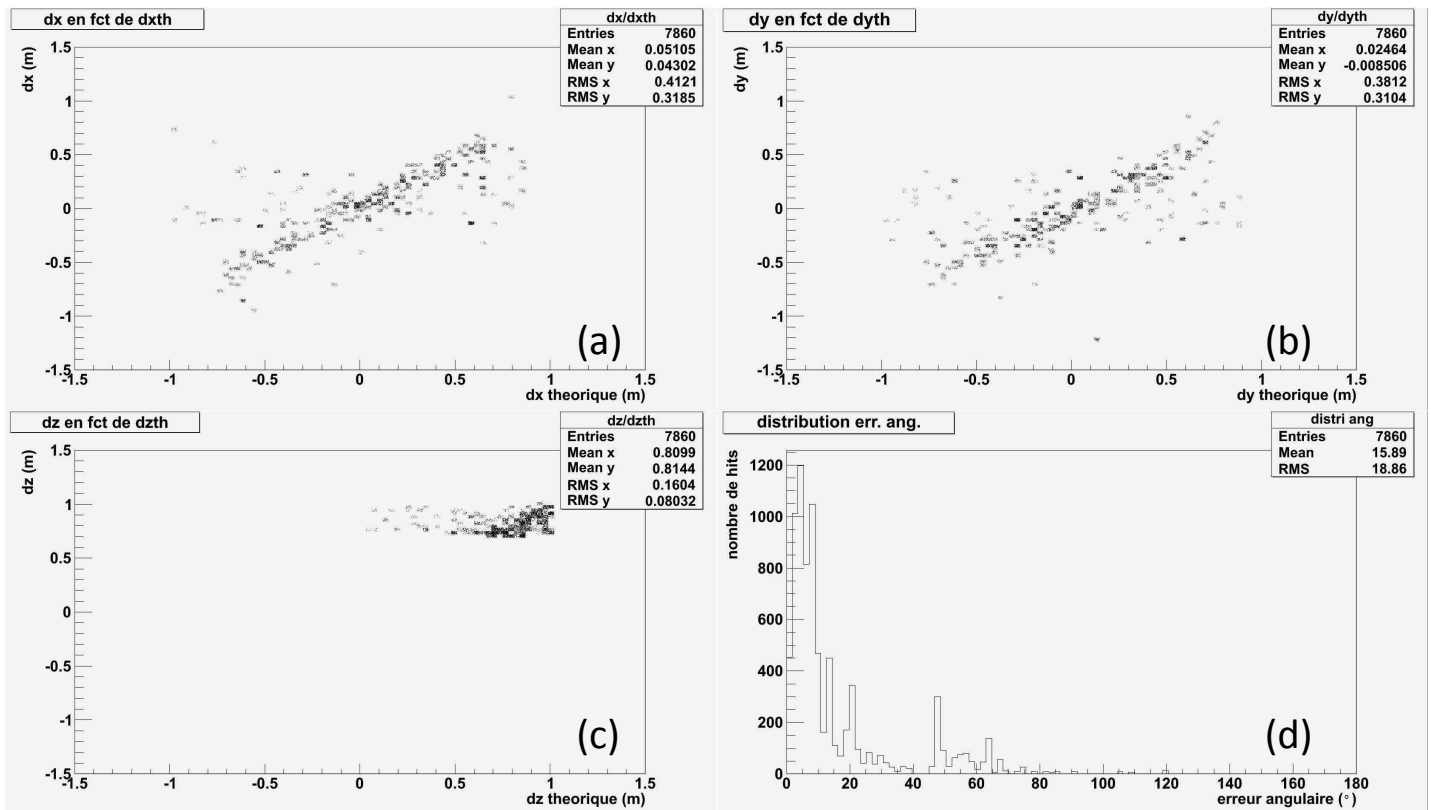 dx en fct de dxth
dx/dxth
Entries 7860
Mean x 0.05105
Mean y 0.04302
RMS x 0.4121
RMS y 0.3185
dx (m)
1.5
1
0.5
0
-0.5
-1
-1.5
-1.5 -1 -0.5 0 0.5 1 1.5
dx theorique (m)
(a)
dy en fct de dyth
dy/dyth
Entries 7860
Mean x 0.02464
Mean y -0.008506
RMS x 0.3812
RMS y 0.3104
dy (m)
1.5
1
0.5
0
-0.5
-1
-1.5
-1.5 -1 -0.5 0 0.5 1 1.5
dy theorique (m)
(b)
dz en fct de dzth
dz/dzth
Entries 7860
Mean x 0.8099
Mean y 0.8144
RMS x 0.1604
RMS y 0.08032
dz (m)
1.5
1
0.5
0
-0.5
-1
-1.5
-1.5 -1 -0.5 0 0.5 1 1.5
dz theorique (m)
(c)
distribution err. ang.
distri ang
Entries 7860
Mean 15.89
RMS 18.86
nombre de hits
1200
1000
800
600
400
200
0
0 20 40 60 80 100 120 140 160 180
erreur angulaire (°)
(d)